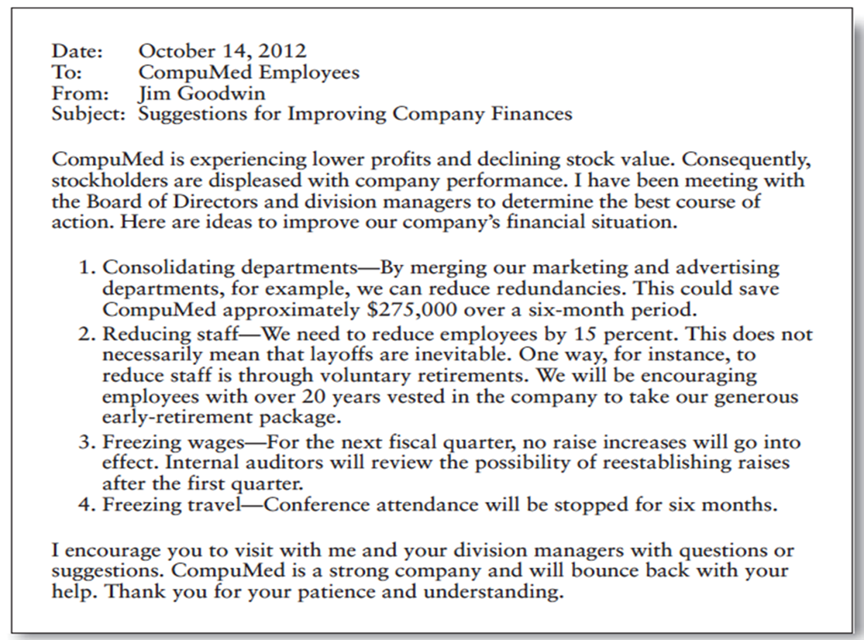 Date: October 14, 2012
To: CompuMed Employees
From: Jim Goodwin
Subject: Suggestions for Improving Company Finances
CompuMed is experiencing lower profits and declining stock value. Consequently,
stockholders are displeased with company performance. I have been meeting with
the Board of Directors and division managers to determine the best course of
action. Here are ideas to improve our company's financial situation.
1. Consolidating departments—By merging our marketing and advertising
departments, for example, we can reduce redundancies. This could save
CompuMed approximately $275,000 over a six-month period.
2. Reducing staff—We need to reduce employees by 15 percent. This does not
necessarily mean that layoffs are inevitable. One way, for instance, to
reduce staff is through voluntary retirements. We will be encouraging
employees with over 20 years vested in the company to take our generous
early-retirement package.
3. Freezing wages—For the next fiscal quarter, no raise increases will go into
effect. Internal auditors will review the possibility of reestablishing raises
after the first quarter.
4. Freezing travel—Conference attendance will be stopped for six months.
I encourage you to visit with me and your division managers with questions or
suggestions. CompuMed is a strong company and will bounce back with your
help. Thank you for your patience and understanding.